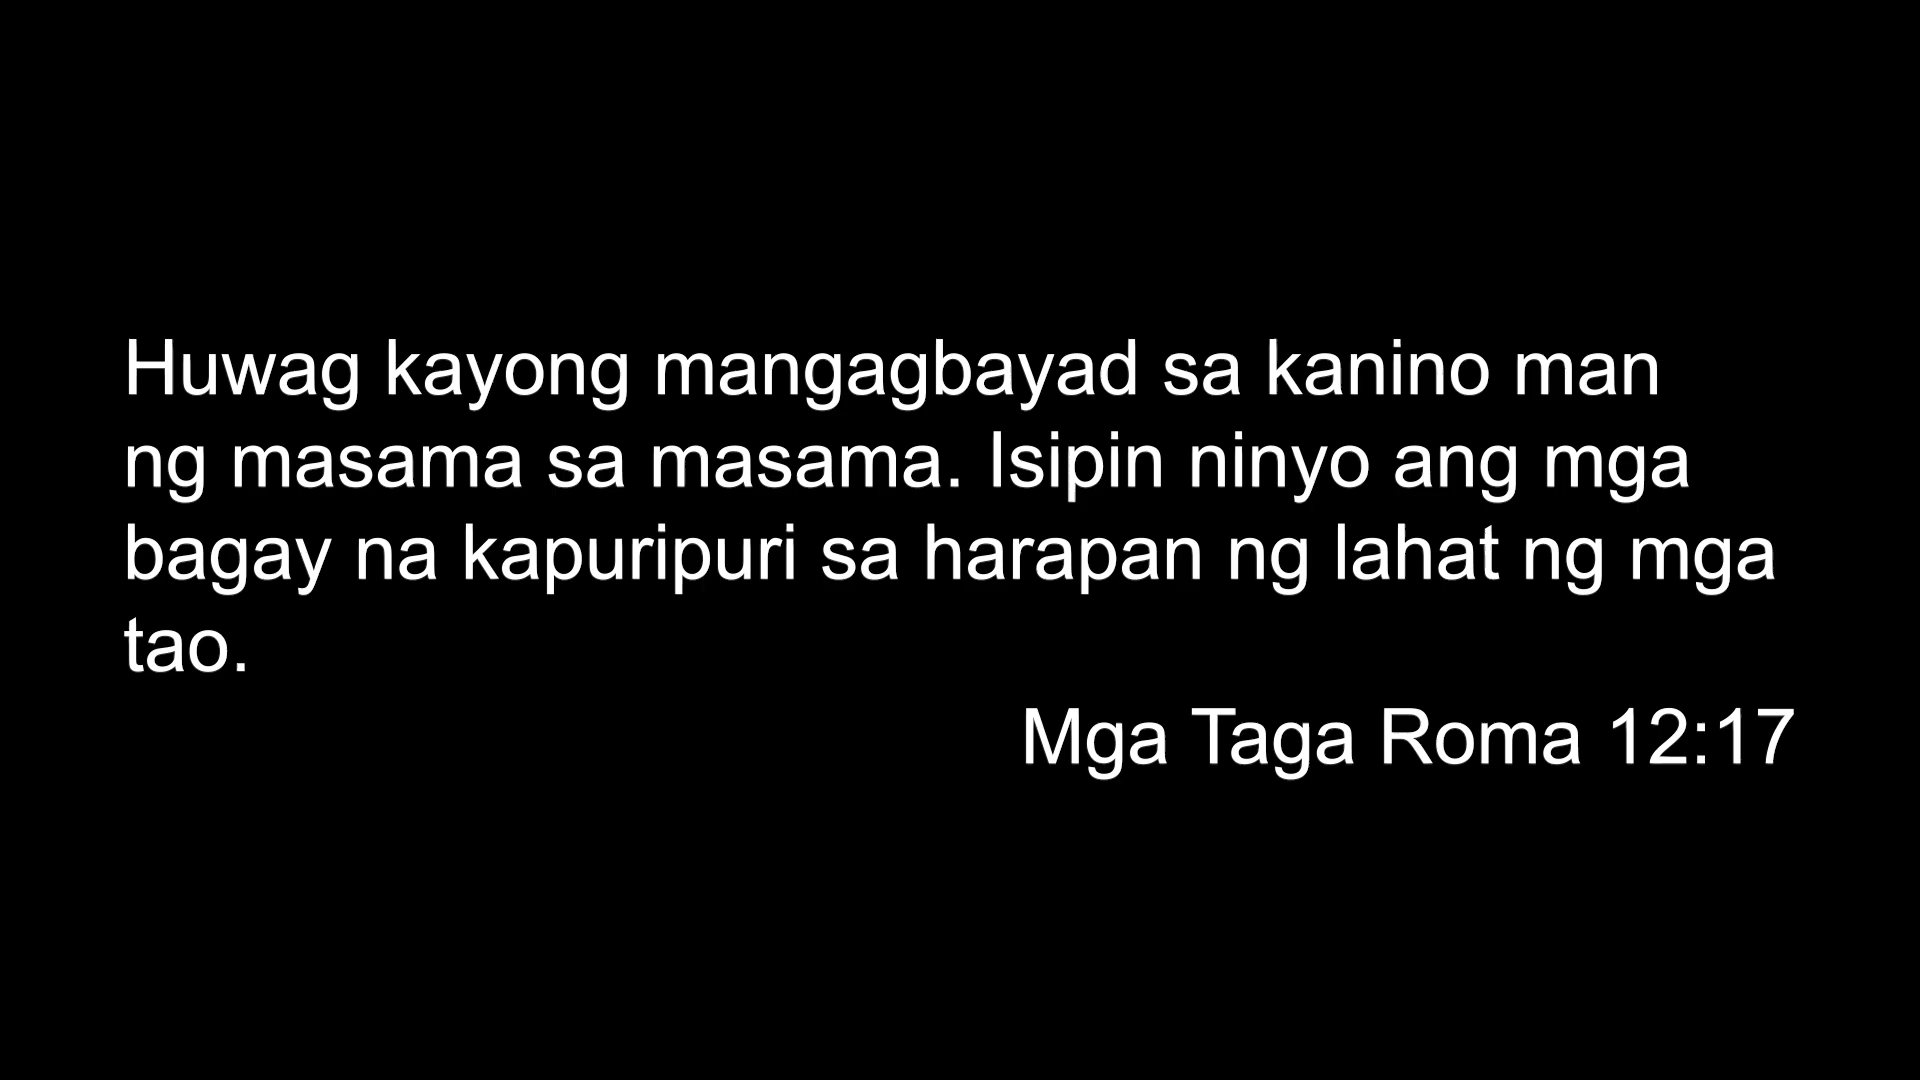 Huwag kayong mangagbayad sa kanino man
ng masama sa masama. Isipin ninyo ang mga
bagay na kapuripuri sa harapan ng lahat ng mga
tao.
Mga Taga Roma 12:17